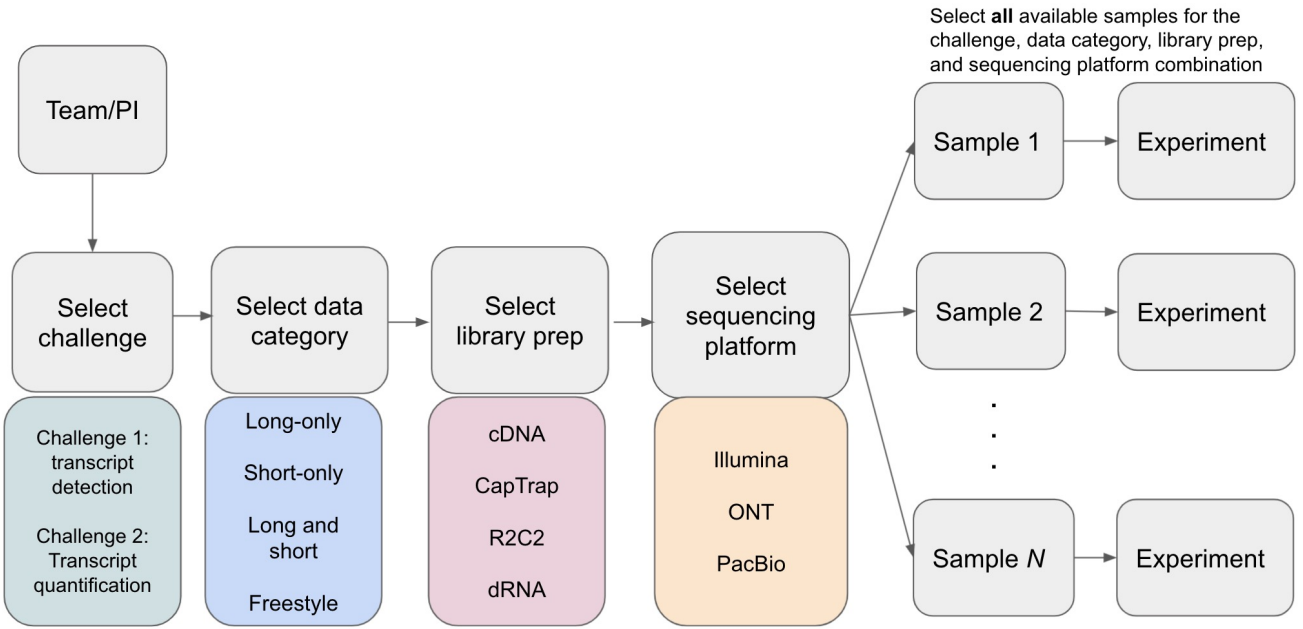 Select all available samples for the
challenge, data category, library prep,
and sequencing platform combination
Team/PI
Sample 1
Experiment
Select
challenge
Select data
category
Select
library prep
Select
sequencing
platform
Sample 2
Experiment
Challenge 1:
transcript
detection
Challenge 2:
Transcript
quantification
Long-only
Short-only
Long and
short
Freestyle
cDNA
CapTrap
R2C2
dRNA
Illumina
ONT
PacBio
.
.
.
Sample N
Experiment